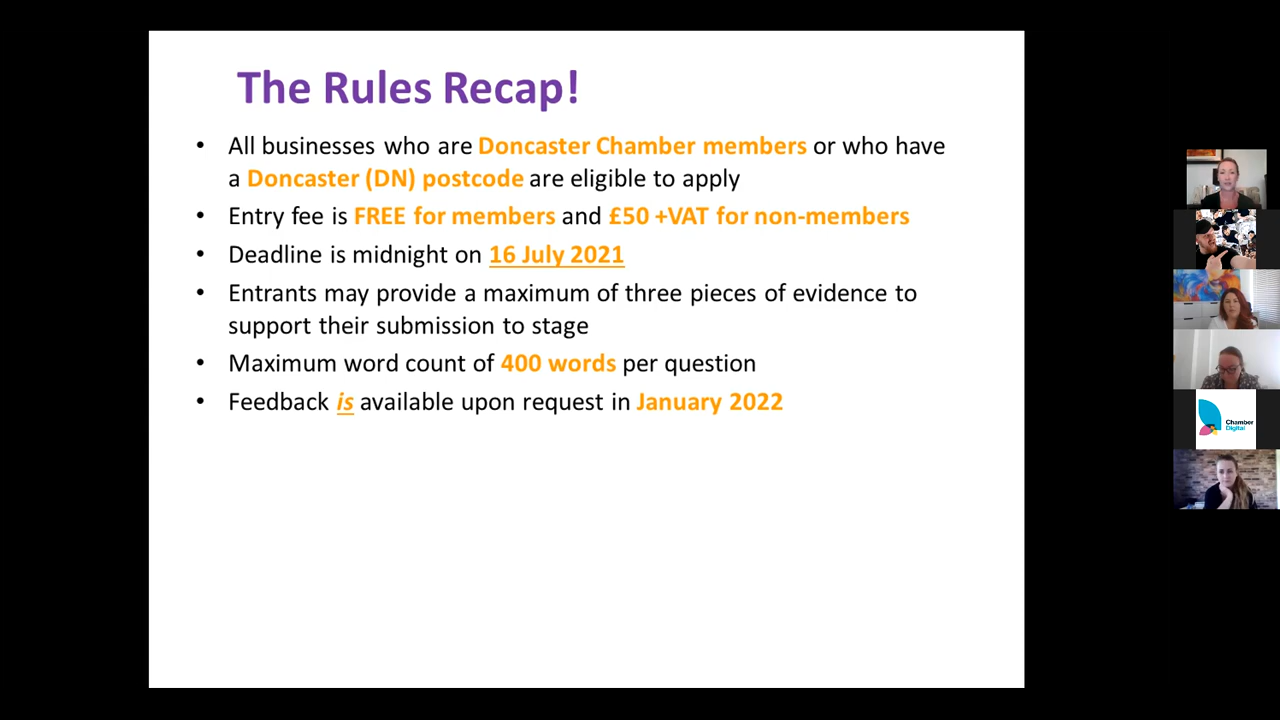 The Rules Recap!
• All businesses who are Doncaster Chamber members or who have
a Doncaster (DN) postcode are eligible to apply
• Entry fee is FREE for members and £50 +VAT for non-members
• Deadline is midnight on 16 July 2021
• Entrants may provide a maximum of three pieces of evidence to
support their submission to stage
• Maximum word count of 400 words per question
• Feedback is available upon request in January 2022
Chamber
Digital